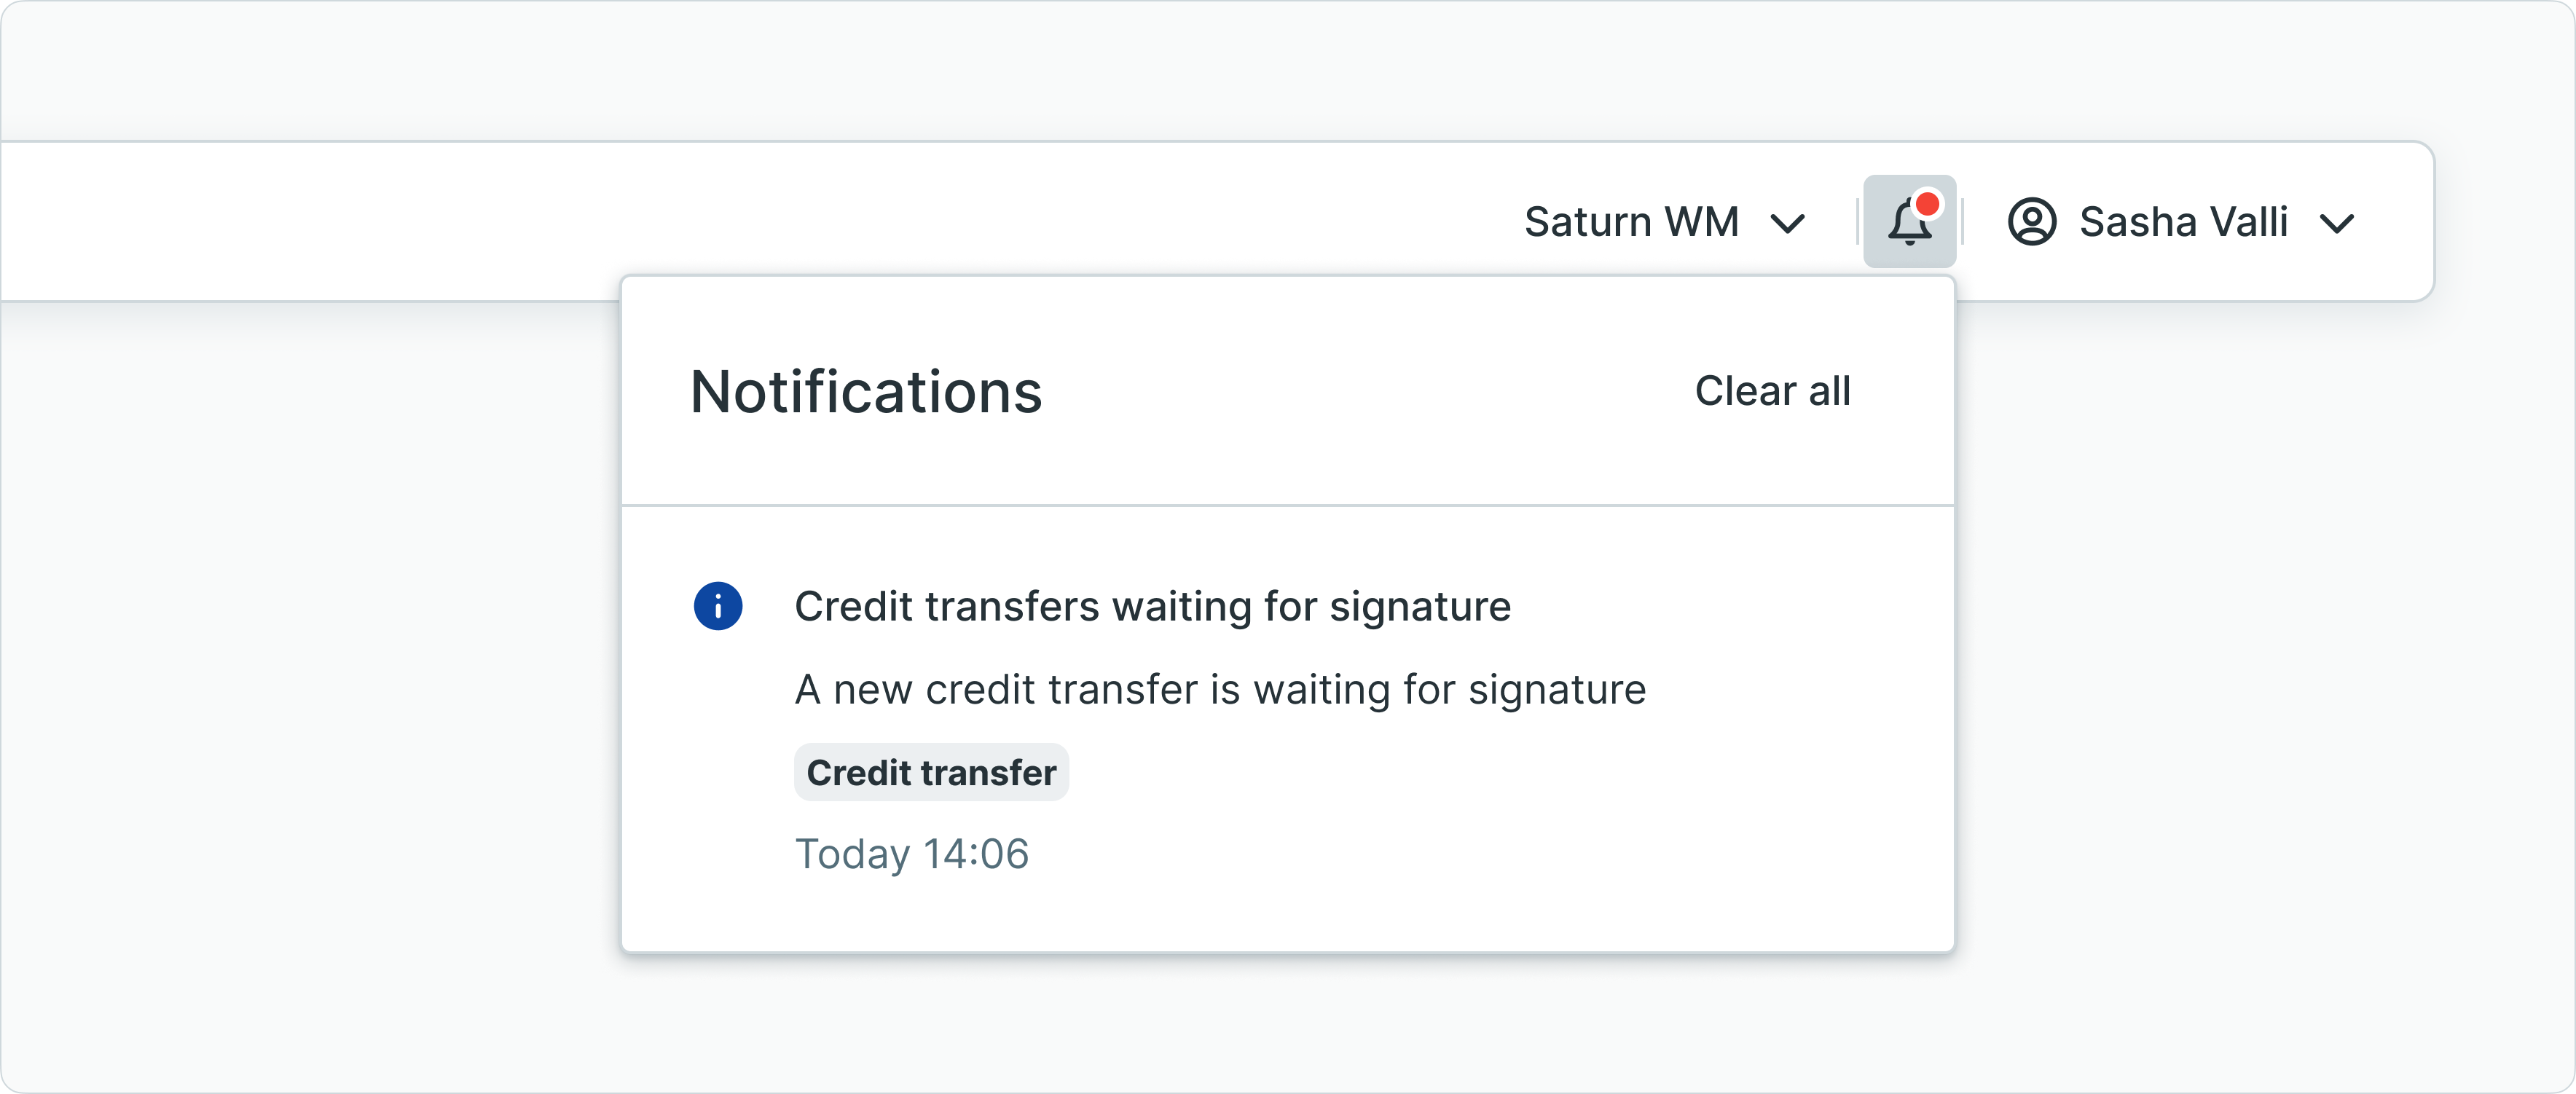 Saturn WM
Sasha Valli
Notifications
Clear all
Credit transfers waiting for signature
A new credit transfer is waiting for signature
Credit transfer
Today 14:06